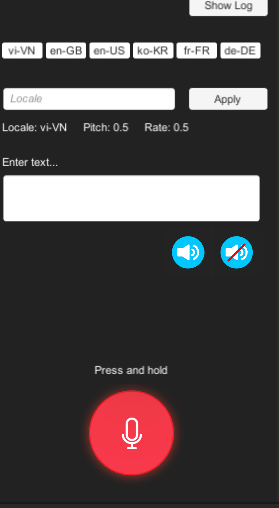 Show Log
vi-VN en-GB en-US ko-KR fr-FR de-DE
Locale Apply
Locale: vi-VN Pitch: 0.5 Rate: 0.5
Enter text...
Press and hold